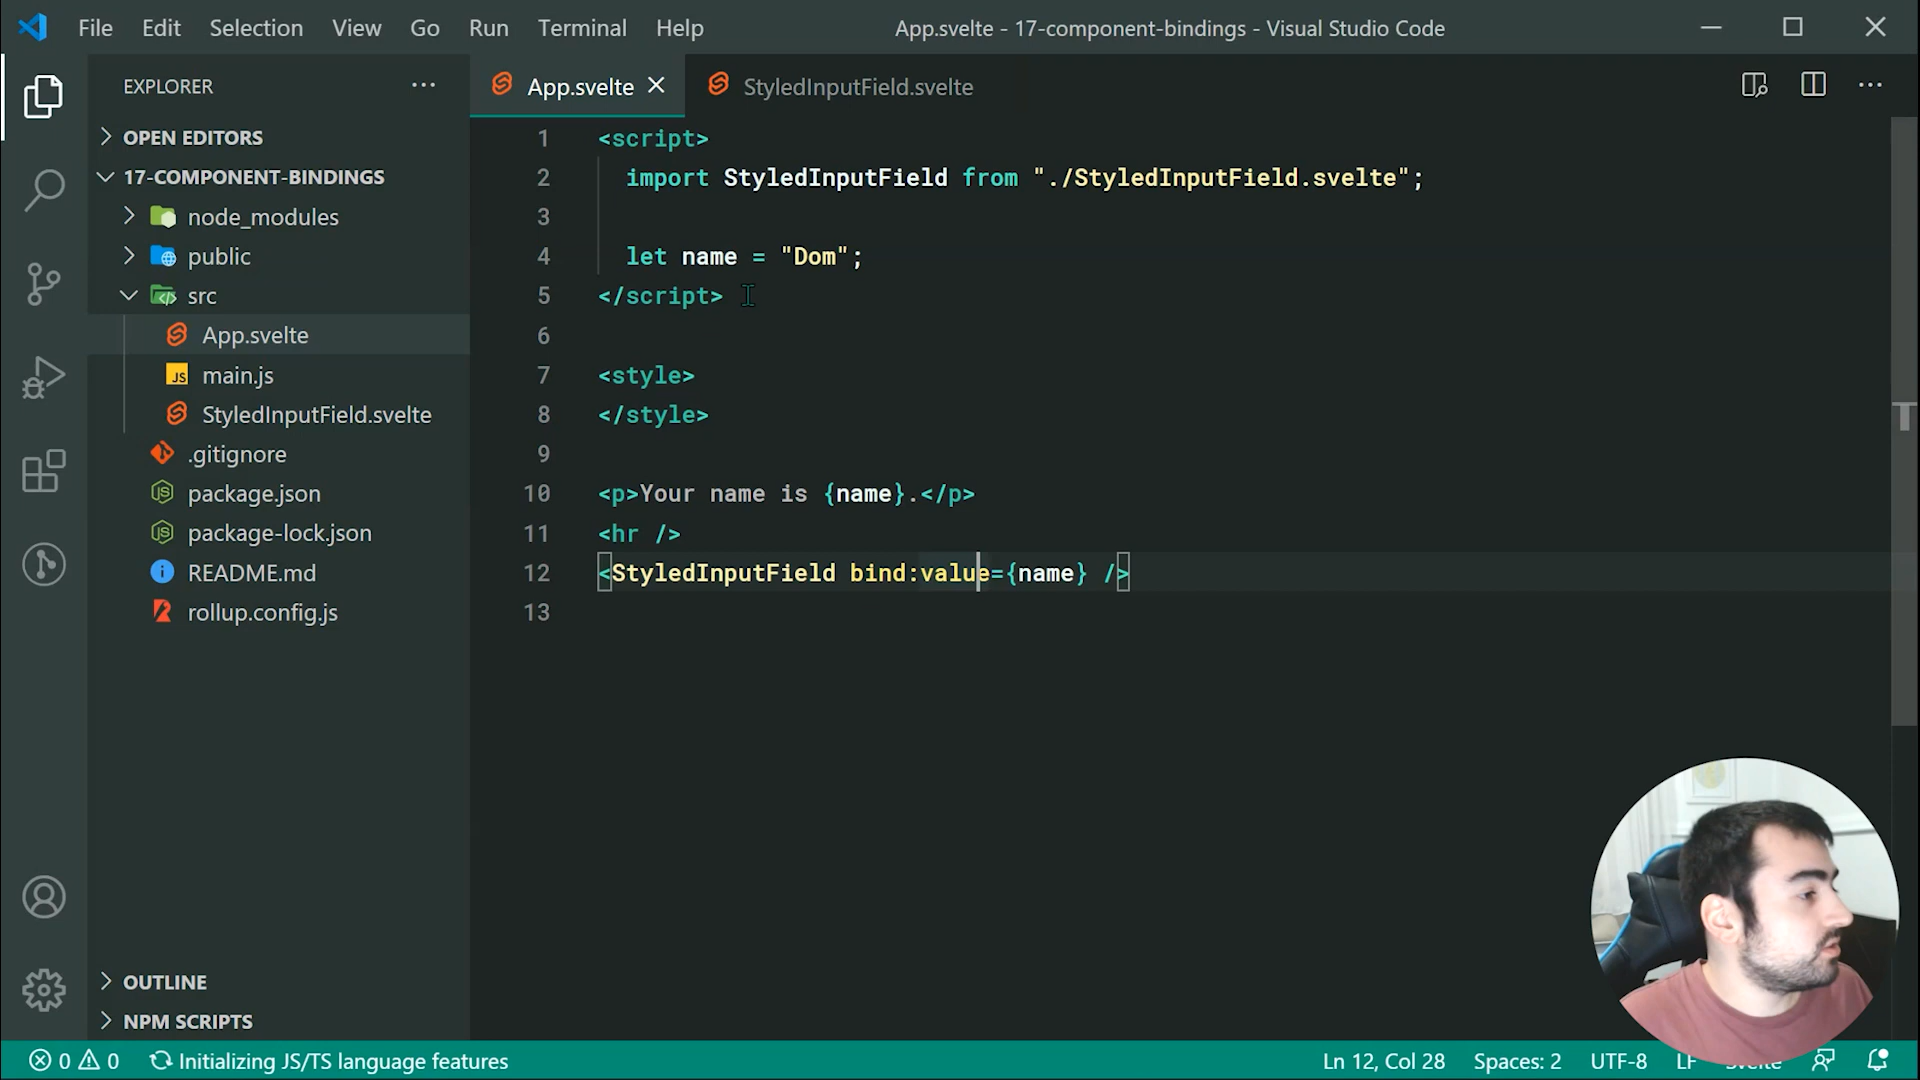 File Edit Selection View Go Run Terminal Help App.svelte - 17-component-bindings - Visual Studio Code
EXPLORER
OPEN EDITORS
17-COMPONENT-BINDINGS
node_modules
public
src
App.svelte
JS main.js
StyledInputField.svelte
.gitignore
package.json
package-lock.json
README.md
rollup.config.js
OUTLINE
NPM SCRIPTS
App.svelte StyledInputField.svelte
1 <script>
2 import StyledInputField from "./StyledInputField.svelte";
3
4 let name = "Dom";
5 </script>
6
7 <style>
8 </style>
9
10 <p>Your name is {name}.</p>
11 <hr />
12 <StyledInputField bind:value={name} />
13
0 0 Initializing JS/TS language features Ln 12, Col 28 Spaces: 2 UTF-8 LF Svelte